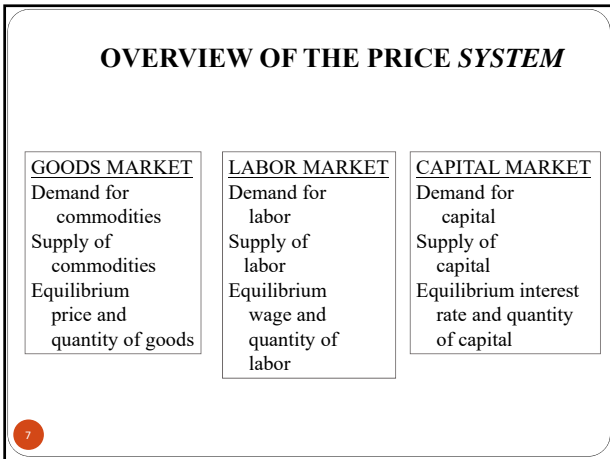 OVERVIEW OF THE PRICE SYSTEM
GOODS MARKET
Demand for
commodities
Supply of
commodities
Equilibrium
price and
quantity of goods
LABOR MARKET
Demand for
labor
Supply of
labor
Equilibrium
wage and
quantity of
labor
CAPITAL MARKET
Demand for
capital
Supply of
capital
Equilibrium interest
rate and quantity
of capital
7